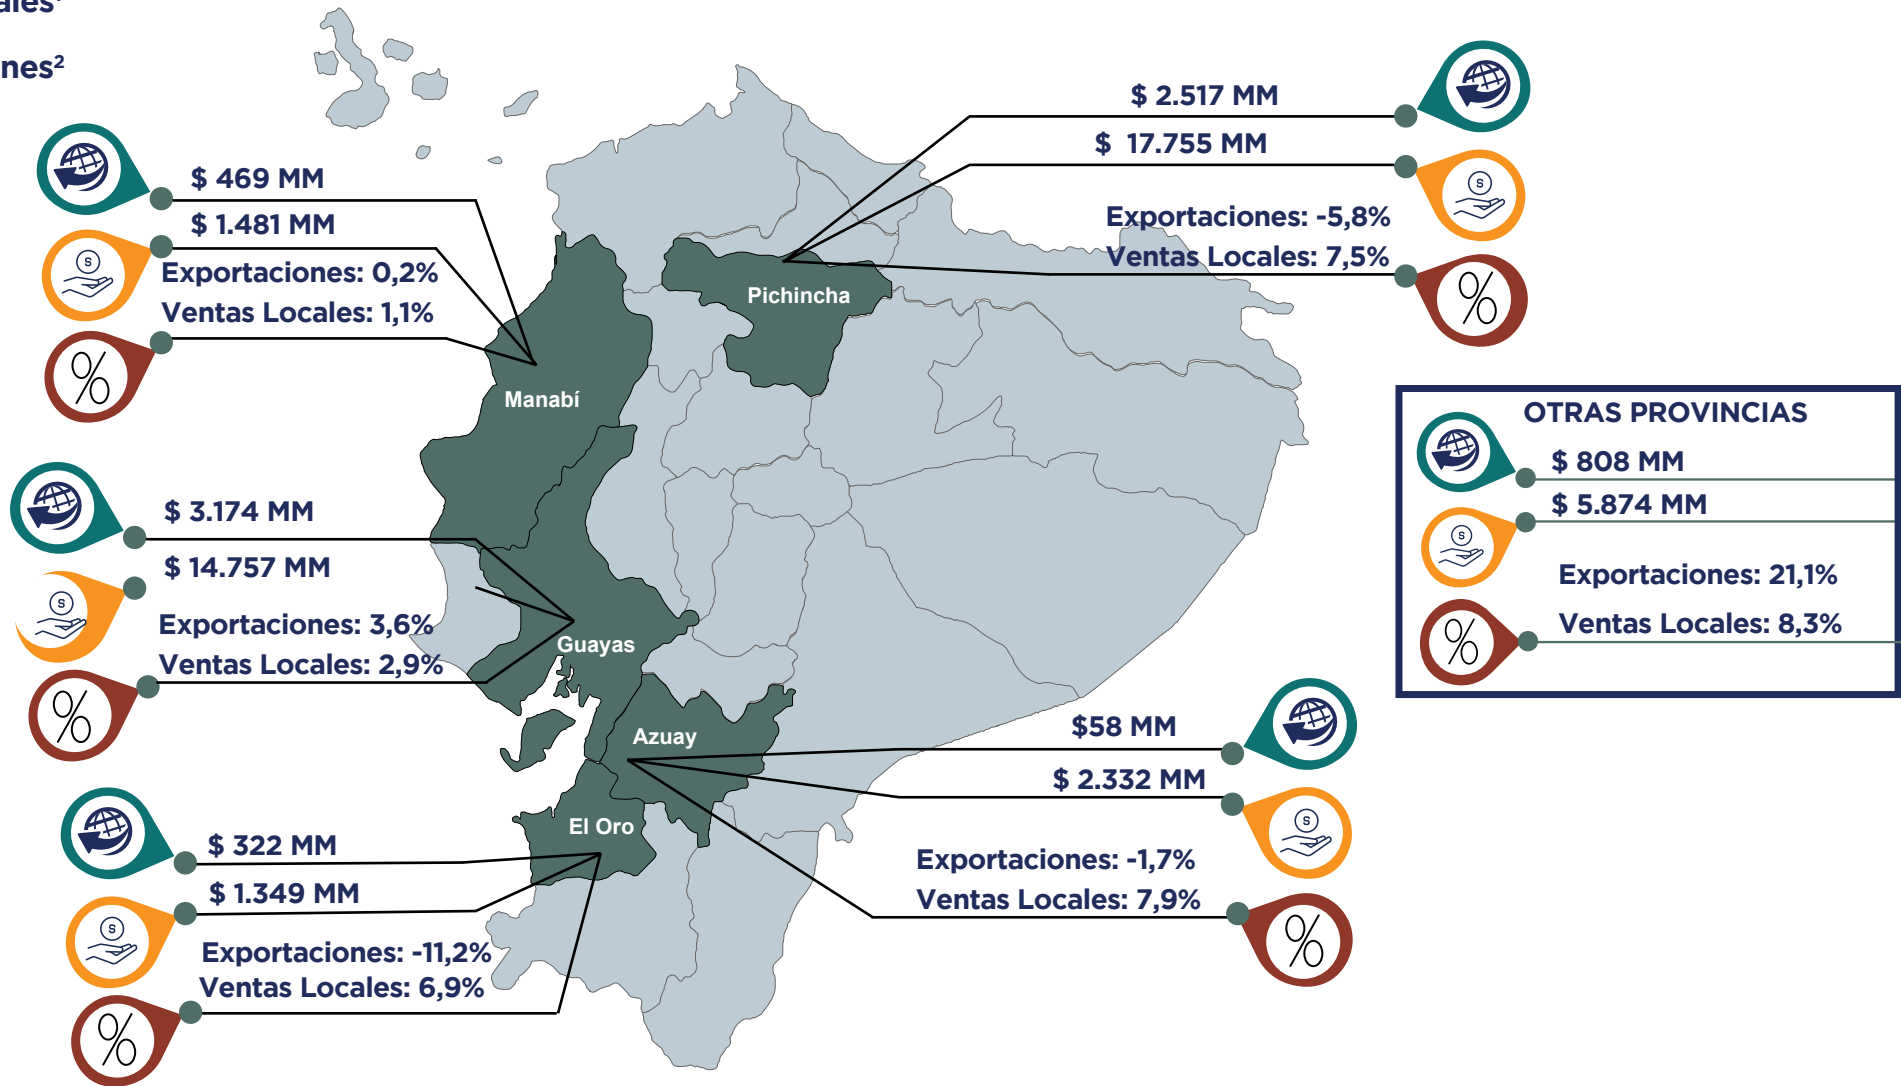 ales¹
nes²
$ 469 MM
$ 1.481 MM
Exportaciones: 0,2%
Ventas Locales: 1,1%
%
$ 3.174 MM
$ 14.757 MM
Exportaciones: 3,6%
Ventas Locales: 2,9%
%
$ 322 MM
$ 1.349 MM
Exportaciones: -11,2%
Ventas Locales: 6,9%
%
Manabí
Pichincha
Guayas
Azuay
El Oro
$ 2.517 MM
$ 17.755 MM
Exportaciones: -5,8%
Ventas Locales: 7,5%
%
OTRAS PROVINCIAS
$ 808 MM
$ 5.874 MM
Exportaciones: 21,1%
Ventas Locales: 8,3%
%
$58 MM
$ 2.332 MM
Exportaciones: -1,7%
Ventas Locales: 7,9%
%